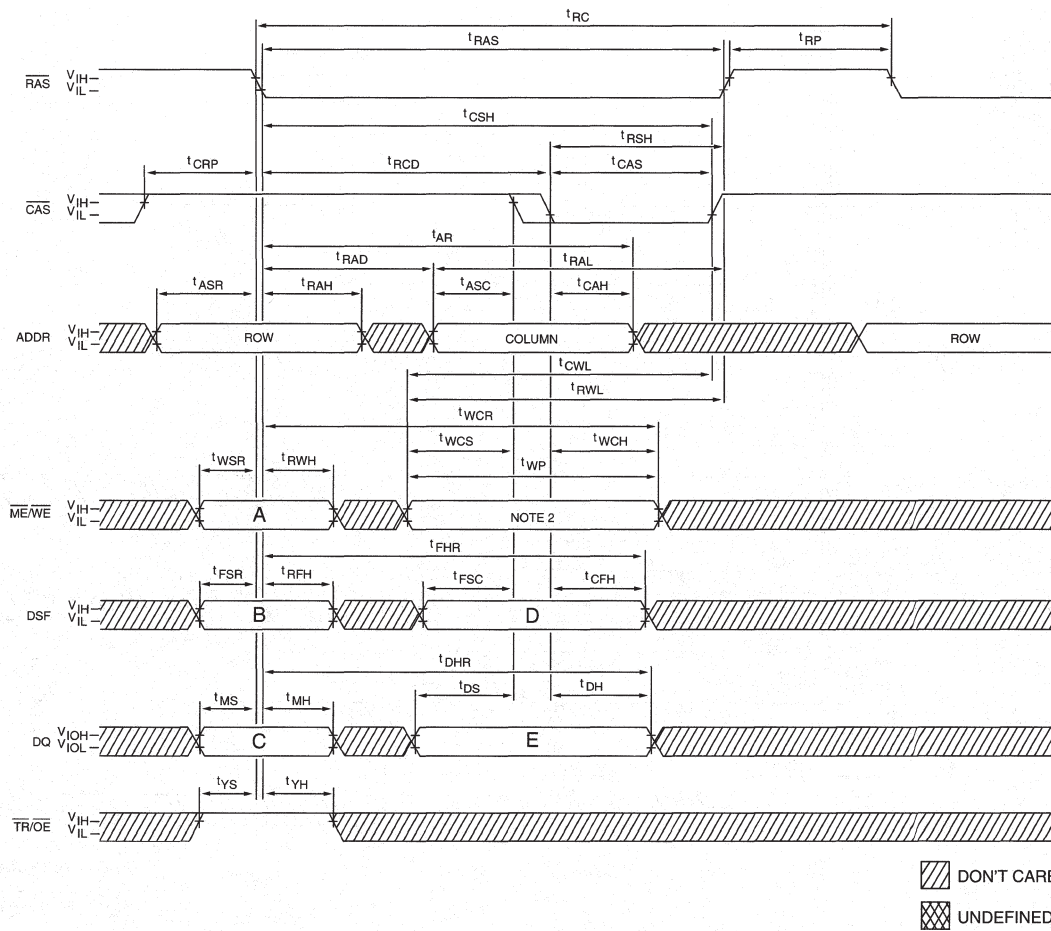 tRC
tRAS tRP
RAS VIH VIL
tCSH
tRSH
tCRP tRCD tCAS
CAS VIH VIL
tAR
tRAD tRAL
tASR tRAH tASC tCAH
ADDR VIH VIL ROW COLUMN ROW
tCWL
tRWL
tWCR
tWCS tWCH
tWSR tRWH tWP
ME/WE VIH VIL A NOTE 2
tFHR
tFSR tRFH tFSC tCFH
DSF VIH VIL B D
tDHR
tMS tMH tDS tDH
DQ VIOH VIOL C E
tYS tYH
TR/OE VIH VIL
DON'T CARE
UNDEFINED